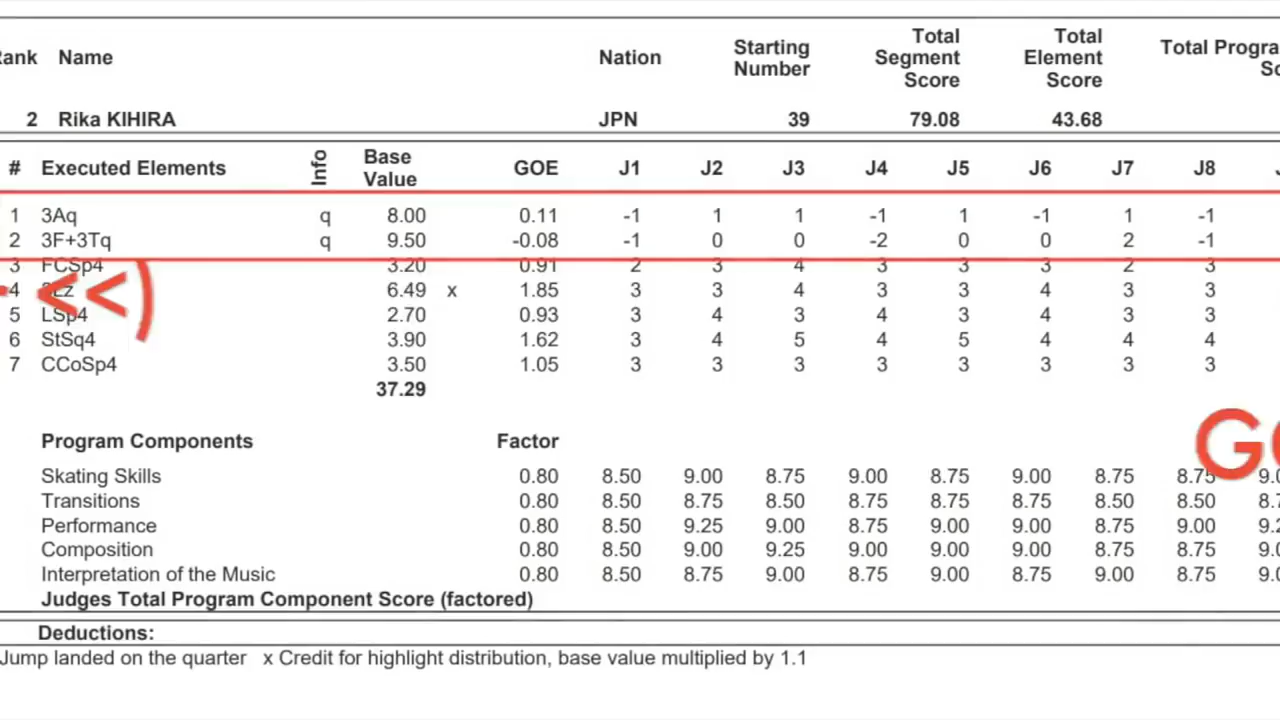 Rank Name Nation Starting Number Total Segment Score Total Element Score Total Progra Sc
2 Rika KIHIRA JPN 39 79.08 43.68
# Executed Elements Info Base Value GOE J1 J2 J3 J4 J5 J6 J7 J8
1 3Aq q 8.00 0.11 -1 1 1 -1 1 -1 1 -1
2 3F+3Tq q 9.50 -0.08 -1 0 0 -2 0 0 2 -1
3 FCSp4 3.20 0.91 2 3 4 3 3 3 2 3
<<)
4 Lz 6.49 x 1.85 3 3 4 3 3 4 3 3
5 LSp4 2.70 0.93 3 4 3 4 3 4 3 3
6 StSq4 3.90 1.62 3 4 5 4 5 4 4 4
7 CCoSp4 3.50 1.05 3 3 3 3 3 3 3 3
37.29
Program Components Factor
GO
Skating Skills 0.80 8.50 9.00 8.75 9.00 8.75 9.00 8.75 8.75 9.0
Transitions 0.80 8.50 8.75 8.50 8.75 8.75 8.75 8.50 8.50 8.7
Performance 0.80 8.50 9.25 9.00 8.75 9.00 9.00 8.75 9.00 9.2
Composition 0.80 8.50 9.00 9.25 9.00 9.00 9.00 8.75 8.75 9.0
Interpretation of the Music 0.80 8.50 8.75 9.00 8.75 9.00 8.75 9.00 8.75 9.0
Judges Total Program Component Score (factored)
Deductions:
Jump landed on the quarter x Credit for highlight distribution, base value multiplied by 1.1